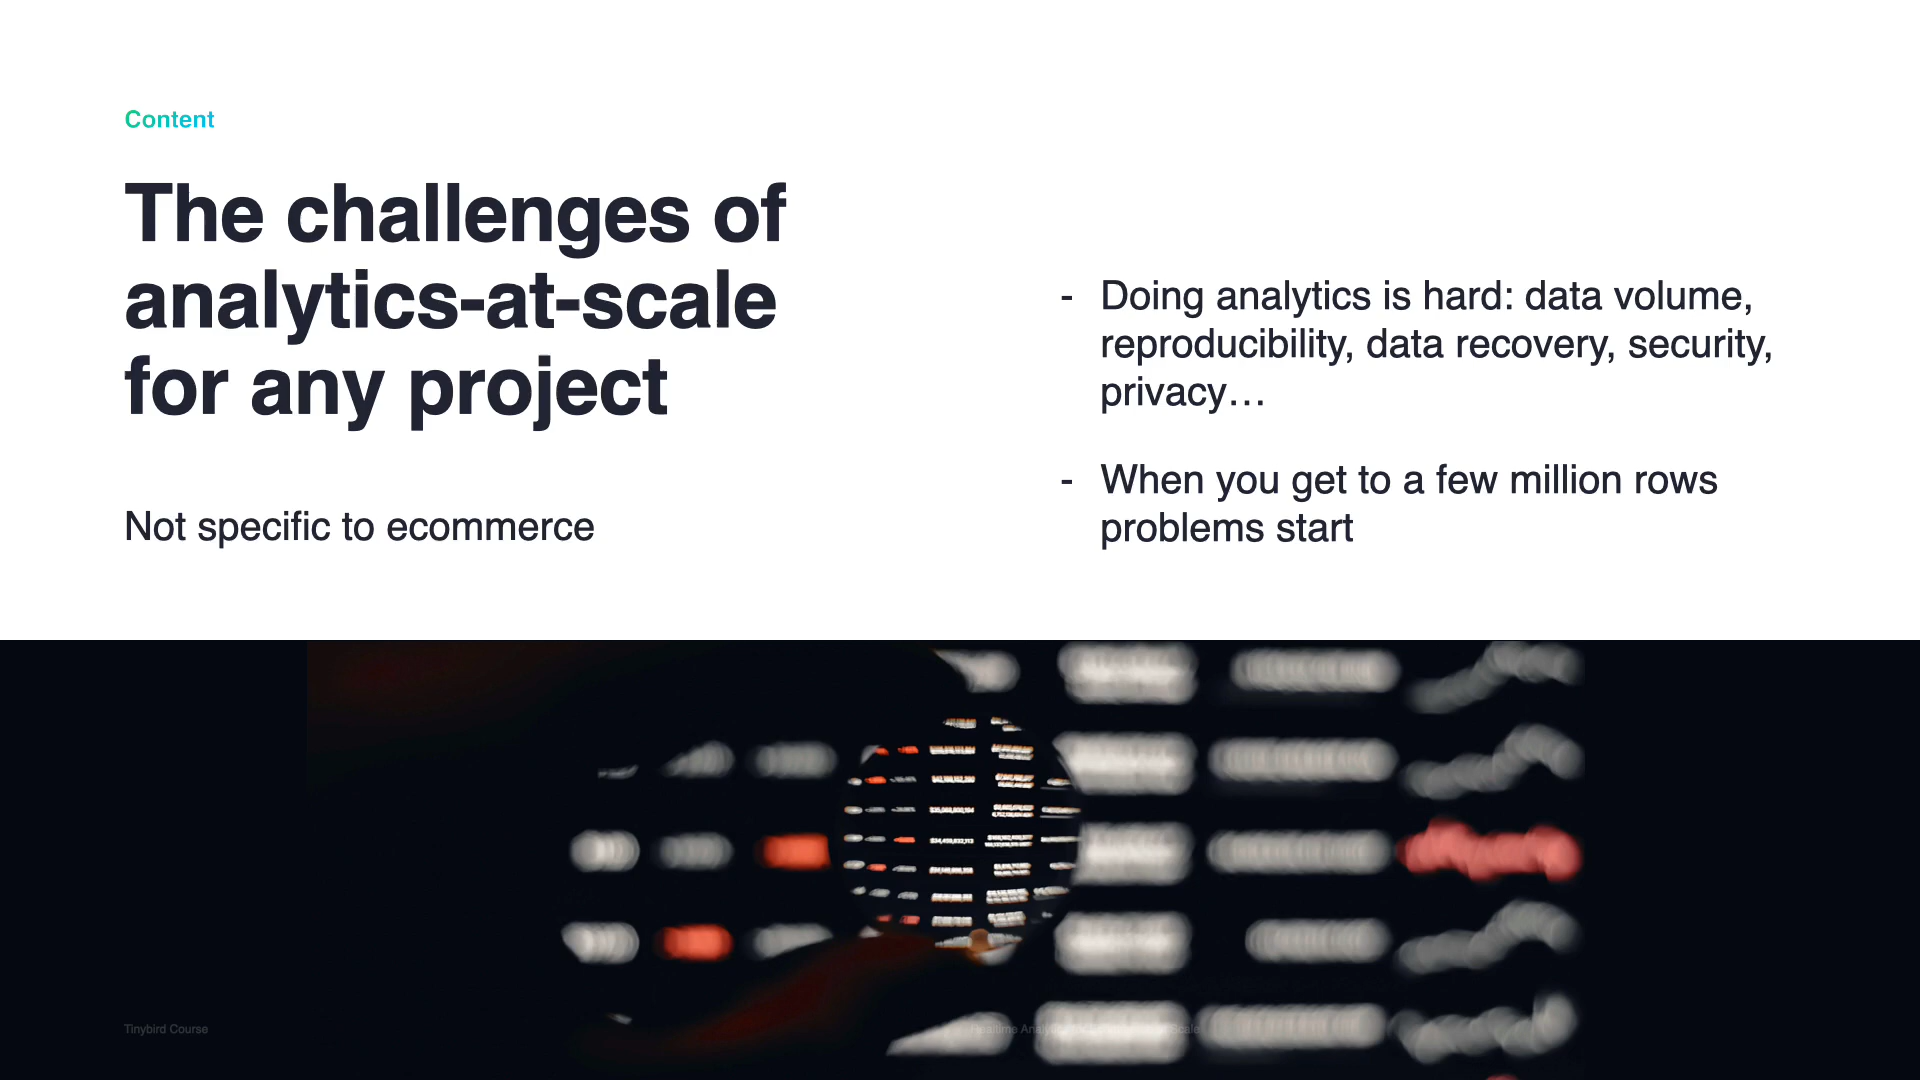 Content
The challenges of
analytics-at-scale
for any project
Not specific to ecommerce
- Doing analytics is hard: data volume,
reproducibility, data recovery, security,
privacy…
- When you get to a few million rows
problems start
Tinybird Course